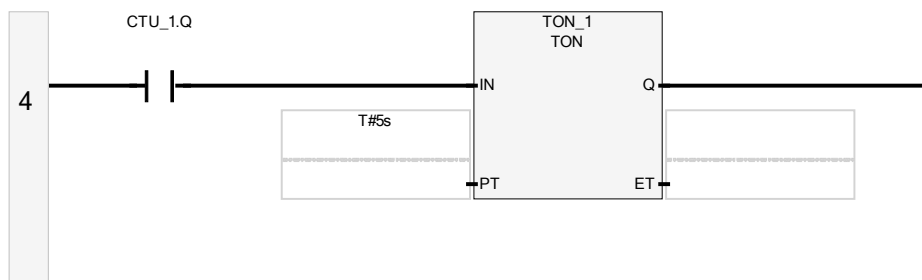 CTU_1.Q
TON_1
TON
4
IN
Q
T#5s
PT
ET